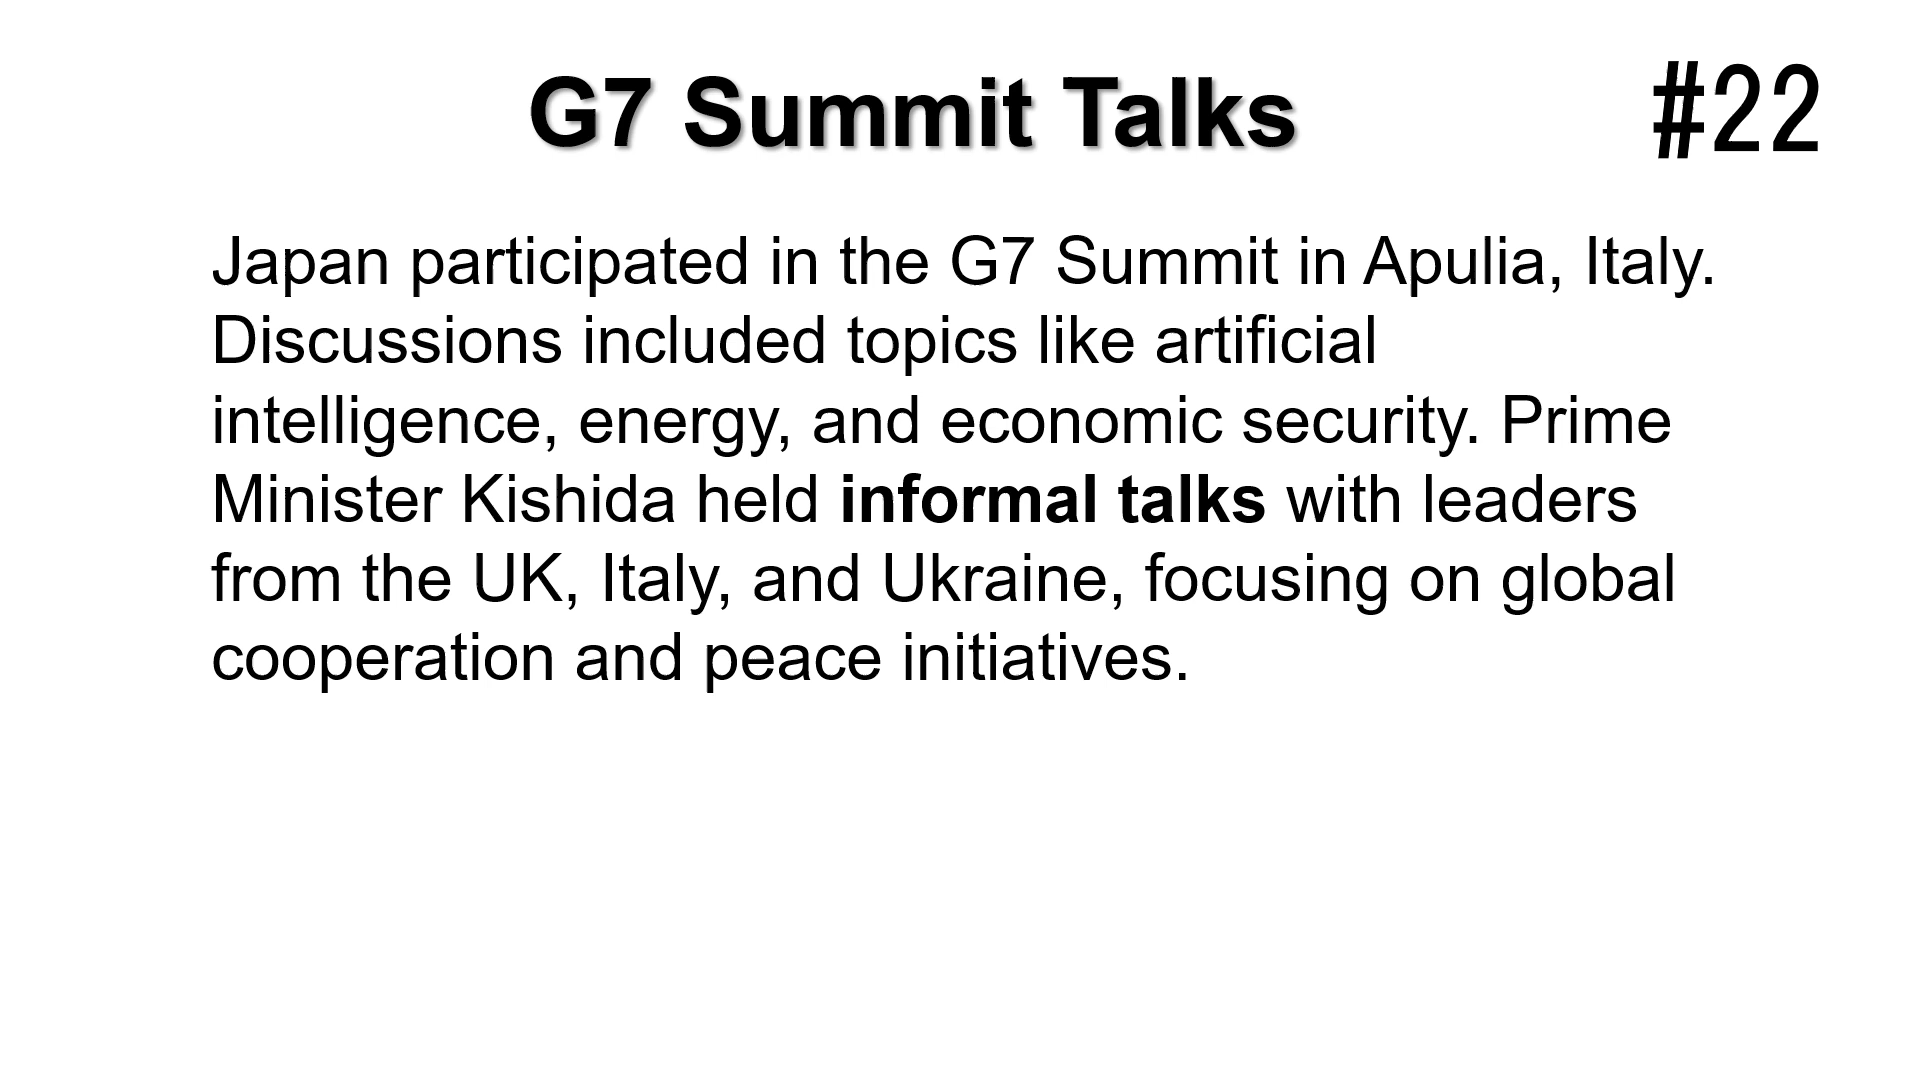 G7 Summit Talks
#22
Japan participated in the G7 Summit in Apulia, Italy.
Discussions included topics like artificial
intelligence, energy, and economic security. Prime
Minister Kishida held informal talks with leaders
from the UK, Italy, and Ukraine, focusing on global
cooperation and peace initiatives.